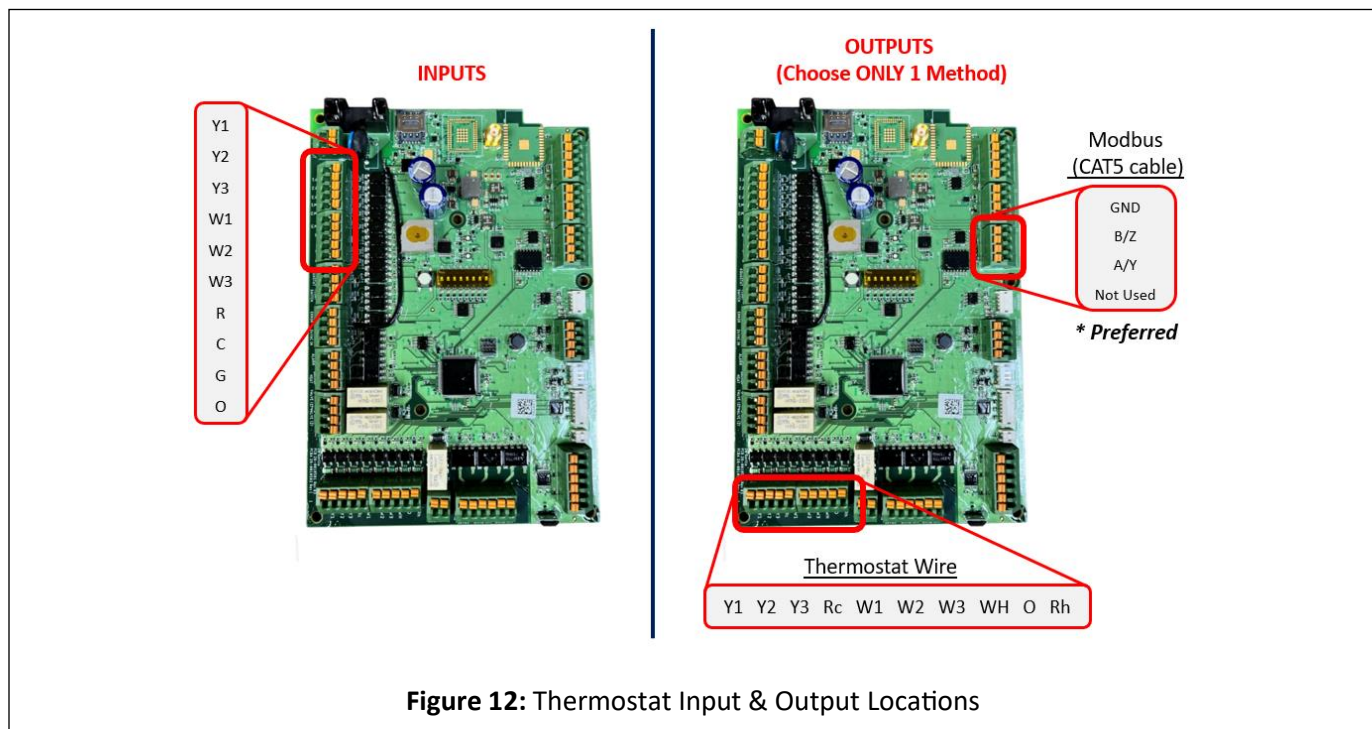 INPUTS
Y1
Y2
Y3
W1
W2
W3
R
C
G
O
OUTPUTS
(Choose ONLY 1 Method)
Modbus
(CAT5 cable)
GND
B/Z
A/Y
Not Used
* Preferred
Thermostat Wire
Y1 Y2 Y3 Rc W1 W2 W3 WH O Rh
Figure 12: Thermostat Input & Output Locations